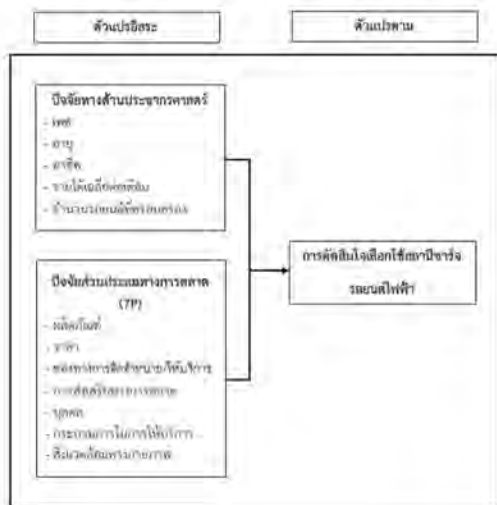 ตัวแปรอิสระ
ตัวแปรตาม
ปัจจัยทางด้านประชากรศาสตร์
- เพศ
- อายุ
- อาชีพ
- รายได้เฉลี่ยต่อเดือน
- จำนวนรถยนต์ที่ครอบครอง
ปัจจัยส่วนประสมทางการตลาด
(7P)
- ผลิตภัณฑ์
- ราคา
- ช่องทางการจัดจำหน่าย/ให้บริการ
- การส่งเสริมทางการตลาด
- บุคคล
- กระบวนการในการให้บริการ
- สิ่งแวดล้อมทางกายภาพ
การตัดสินใจเลือกใช้สถานีชาร์จ
รถยนต์ไฟฟ้า